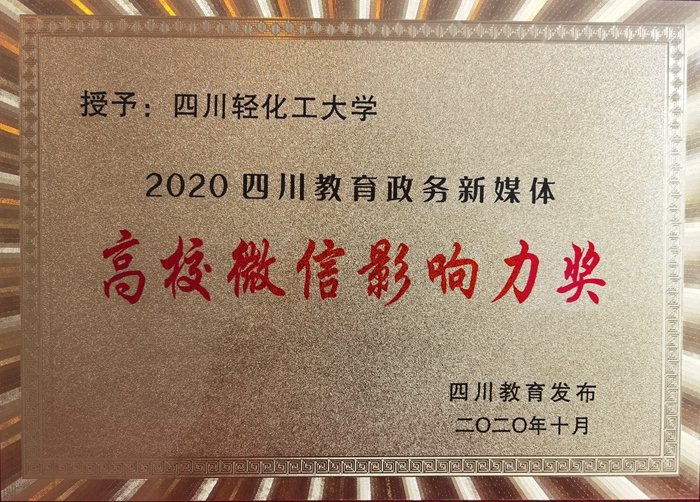 授予：四川轻化工大学
2020四川教育政务新媒体
高校微信影响力奖
四川教育发布
二〇二〇年十月